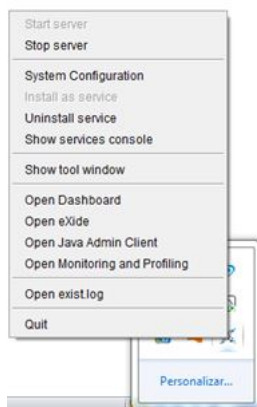 Start server
Stop server
System Configuration
Install as service
Uninstall service
Show services console
Show tool window
Open Dashboard
Open eXide
Open Java Admin Client
Open Monitoring and Profiling
Open exist.log
Quit
Personalizar...